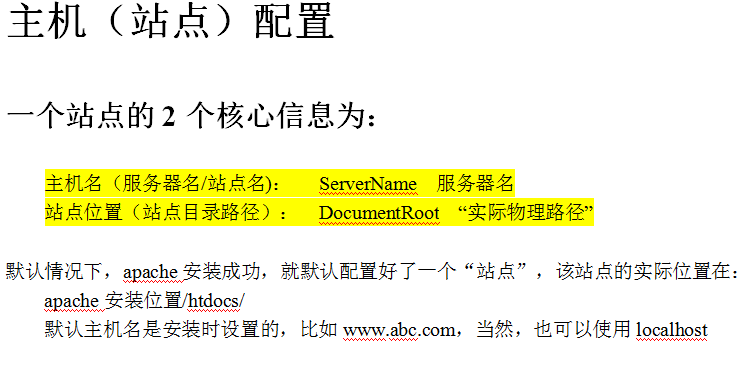 主机（站点）配置
一个站点的 2 个核心信息为：
主机名（服务器名/站点名）： ServerName 服务器名
站点位置（站点目录路径）： DocumentRoot “实际物理路径”
默认情况下，apache 安装成功，就默认配置好了一个“站点”，该站点的实际位置在：
apache 安装位置/htdocs/
默认主机名是安装时设置的，比如 www.abc.com，当然，也可以使用 localhost